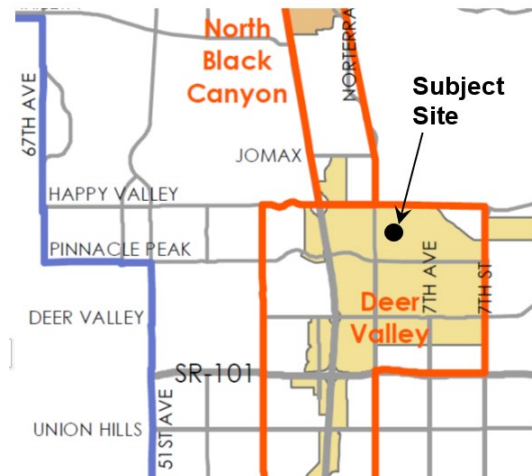 North
Black
Canyon
NORTERRA
Subject
Site
67TH AVE
JOMAX
HAPPY VALLEY
PINNACLE PEAK
7TH AVE
7TH ST
DEER VALLEY
Deer
Valley
SR-101
51ST AVE
UNION HILLS